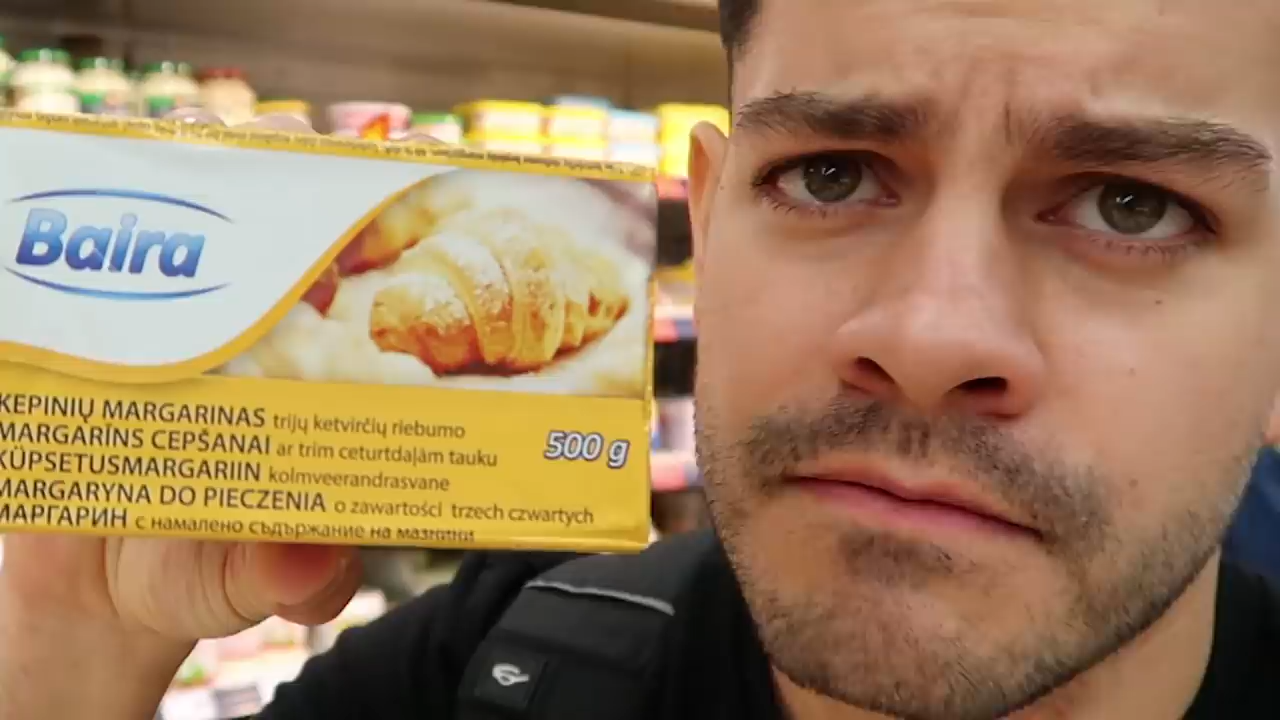 Baira
KEPINIŲ MARGARINAS trijų ketvirčių riebumo
MARGARĪNS CEPŠANAI ar trim ceturtdaļām tauku
KÜPSETUSMARGARIIN kolmveerandrasvane
MARGARYNA DO PIECZENIA o zawartości trzech czwartych
МАРГАРИН с намалено съдържание на мазнини
500 g